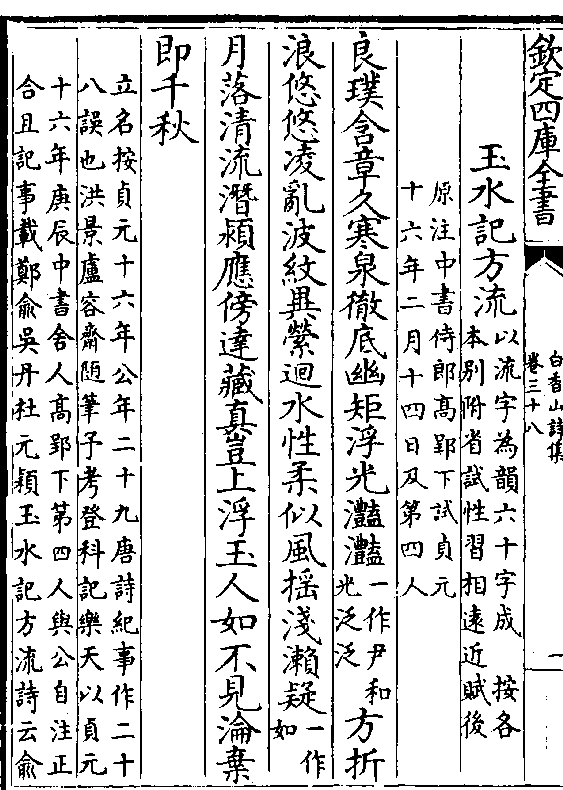 欽定四庫全書
白香山詩集
卷三十八
一
玉水記方流
以流字為韻六十字成　按各
本别附省試性習相遠近賦後
原注中書侍郎髙郢下試貞元
十六年二月十四日及第四人
良璞含章久寒泉徹底幽矩浮光灩灩
一作尹
光泛泛
和方折
浪悠悠凌亂波紋異縈迴水性柔似風揺淺瀨疑
一作
如
月落清流潛潁應傍達藏真豈上浮玉人如不見淪棄
即千秋
立名按貞元十六年公年二十九唐詩紀事作二十
八誤也洪景盧容齋随筆予考登科記樂天以貞元
十六年庚辰中書舍人髙郢下第四人與公自注正
合且記事載鄭俞吳丹杜元穎玉水記方流詩云俞